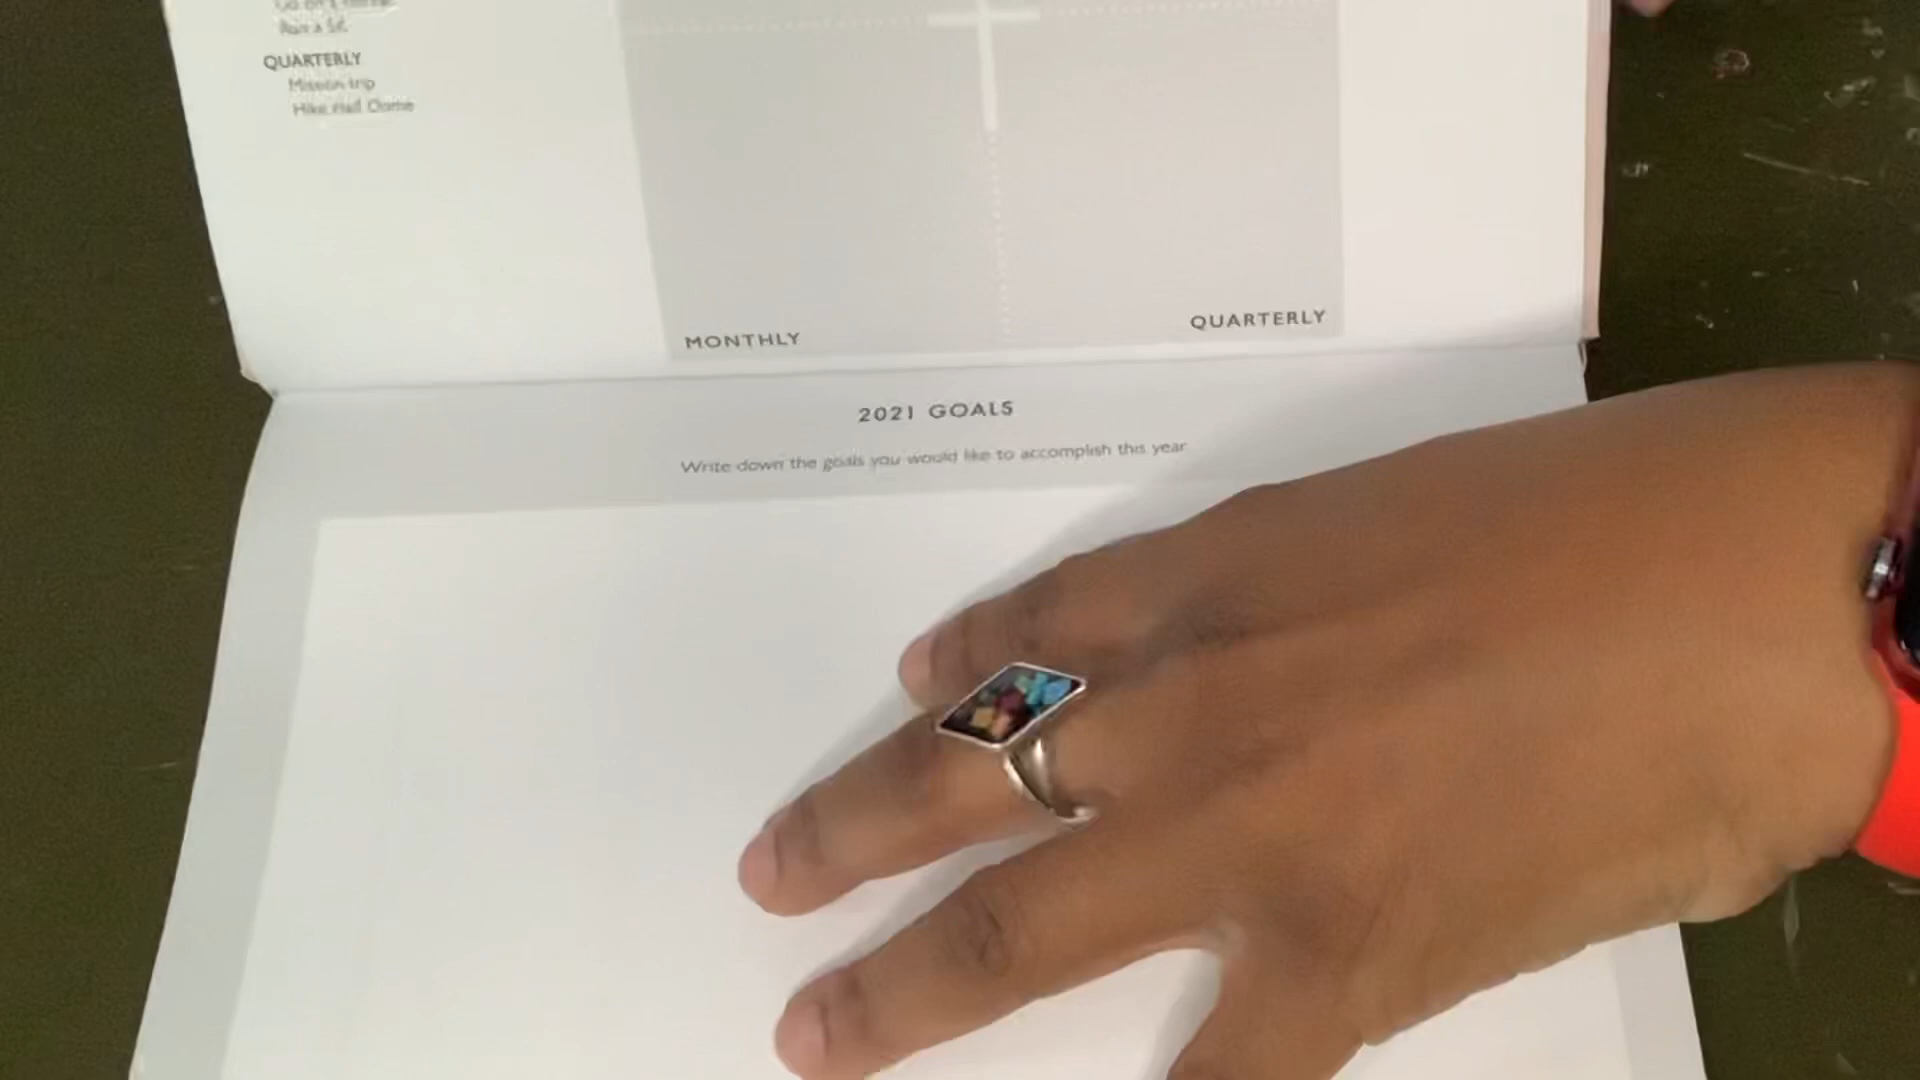 Run a 5K
QUARTERLY
Mission trip
Hike Half Dome
MONTHLY
QUARTERLY
2021 GOALS
Write down the goals you would like to accomplish this year